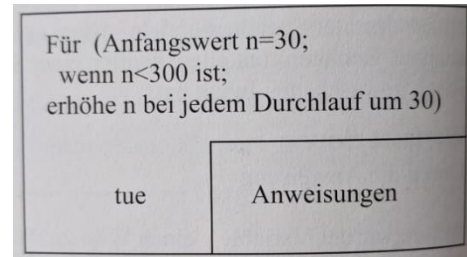 Für (Anfangswert n=30;
wenn n<300 ist;
erhöhe n bei jedem Durchlauf um 30)
tue
Anweisungen